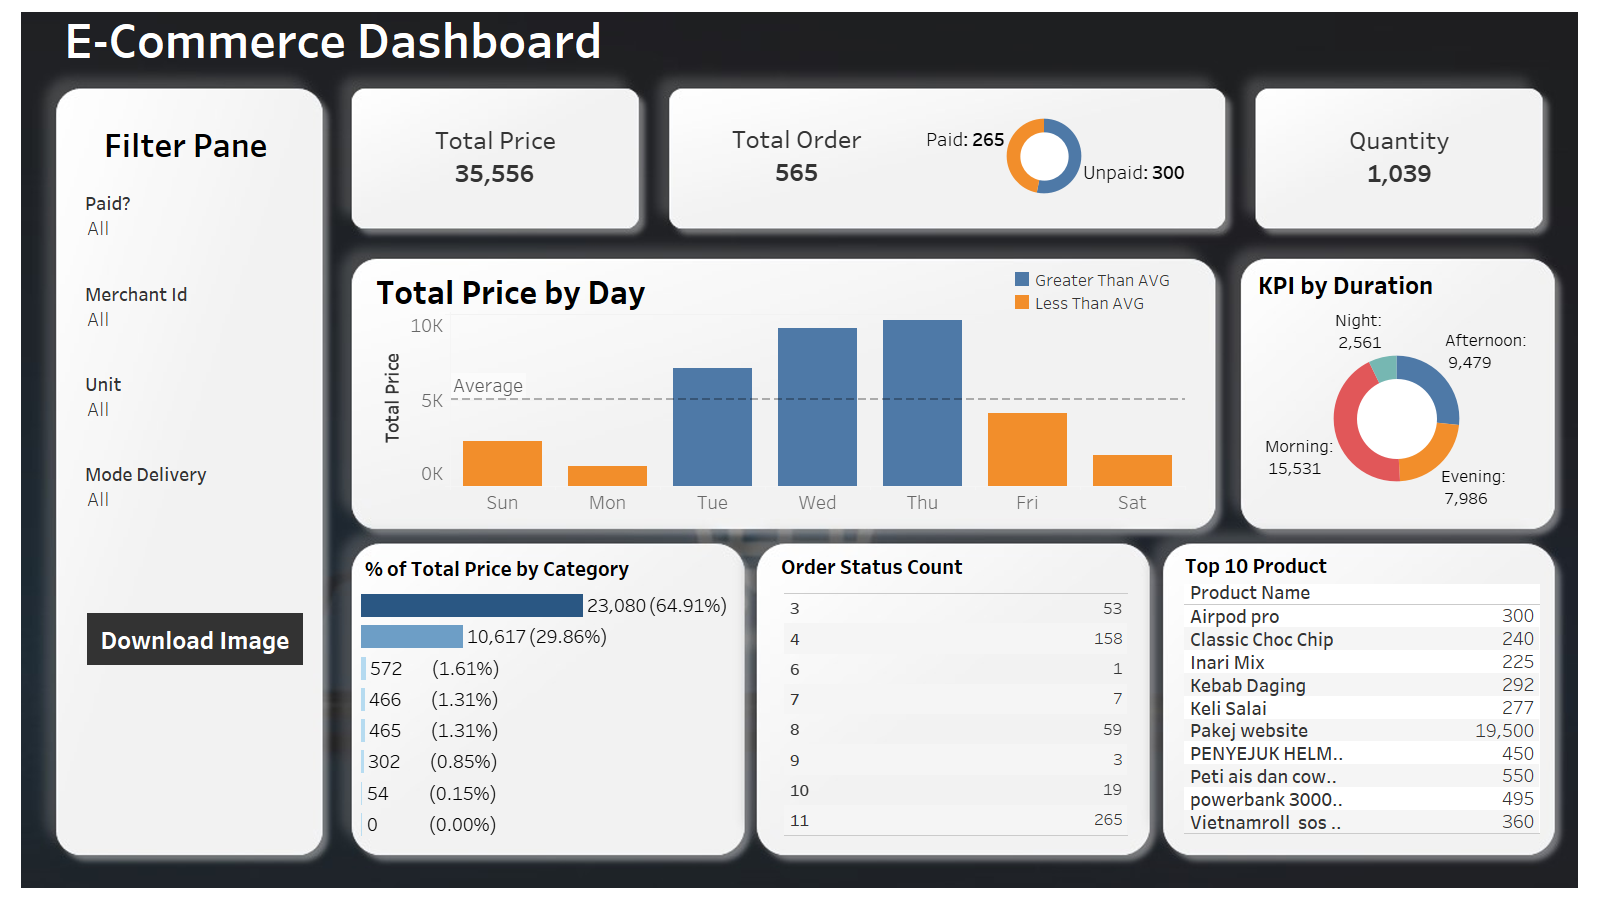 E-Commerce Dashboard
Filter Pane
Paid?
All
Merchant Id
All
Unit
All
Mode Delivery
All
Download Image
Total Price
35,556
Total Order
565
Paid: 265
Unpaid: 300
Quantity
1,039
Total Price by Day
Greater Than AVG
Less Than AVG
Total Price
10K
5K
0K
Average
Sun Mon Tue Wed Thu Fri Sat
KPI by Duration
Night:
2,561
Afternoon:
9,479
Morning:
15,531
Evening:
7,986
% of Total Price by Category
23,080 (64.91%)
10,617 (29.86%)
572 (1.61%)
466 (1.31%)
465 (1.31%)
302 (0.85%)
54 (0.15%)
0 (0.00%)
Order Status Count
3 53
4 158
6 1
7 7
8 59
9 3
10 19
11 265
Top 10 Product
Product Name
Airpod pro 300
Classic Choc Chip 240
Inari Mix 225
Kebab Daging 292
Keli Salai 277
Pakej website 19,500
PENYEJUK HELM.. 450
Peti ais dan cow.. 550
powerbank 3000.. 495
Vietnamroll sos .. 360